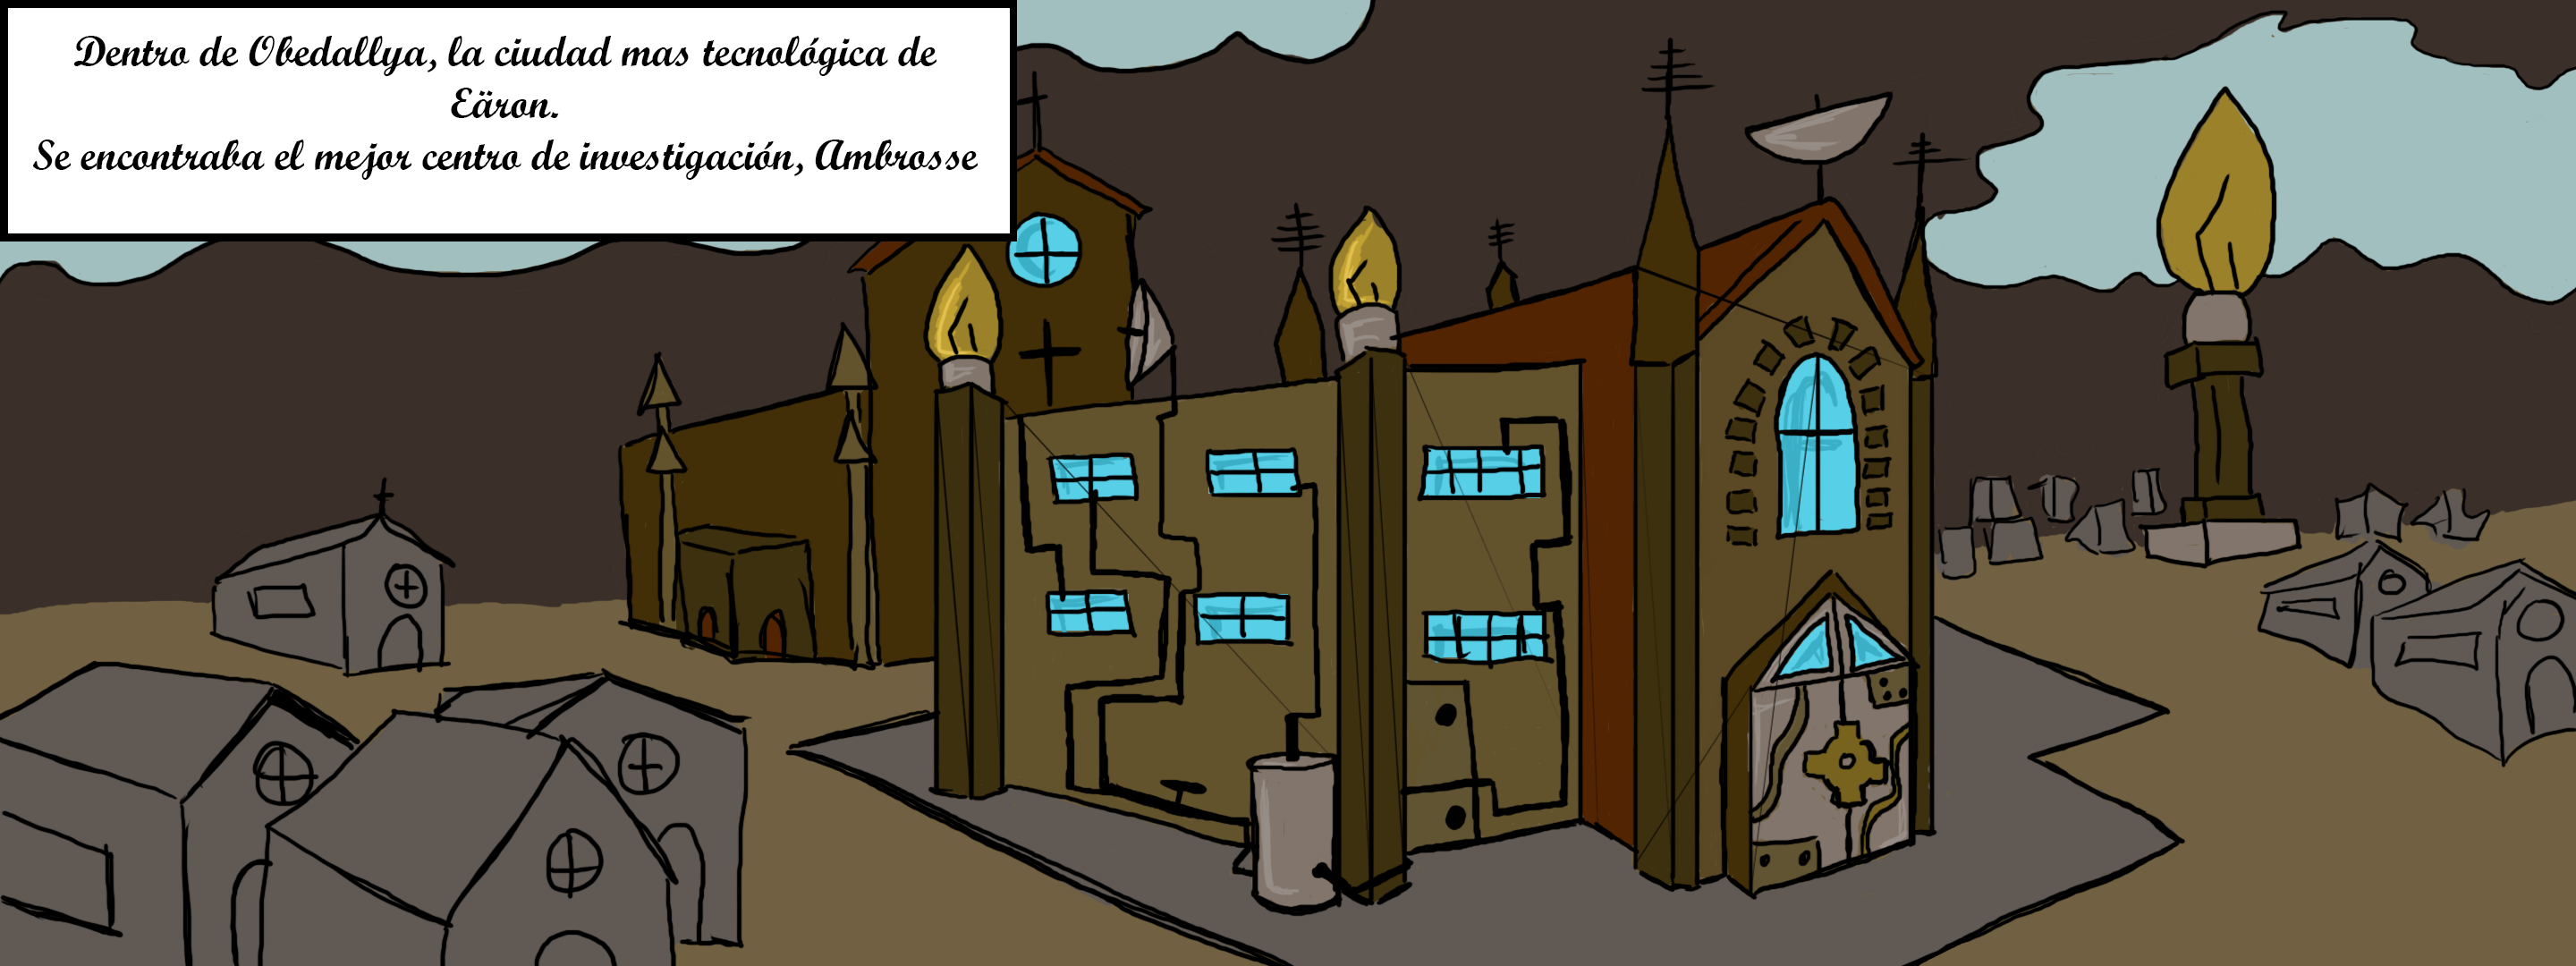 Dentro de Obedallya, la ciudad mas tecnológica de
Eäron.
Se encontraba el mejor centro de investigación, Ambrosse